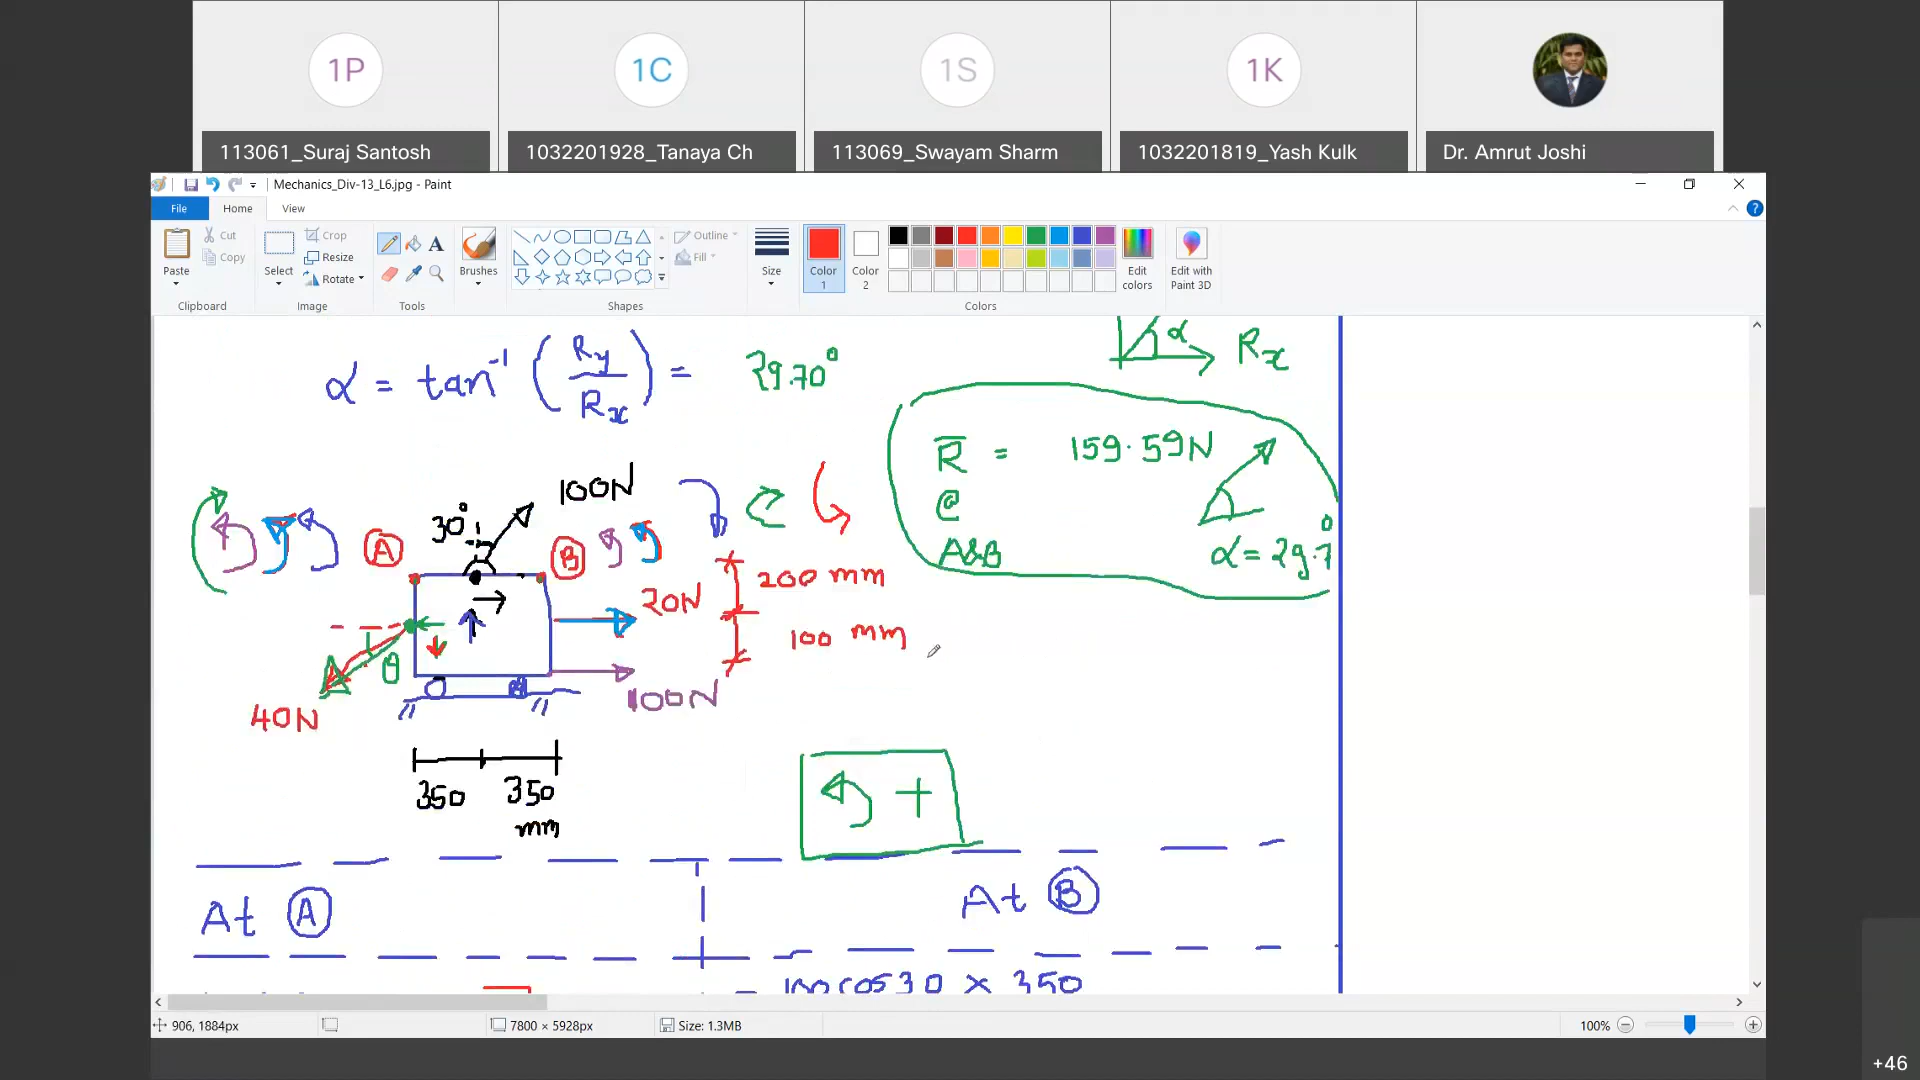 1P
1C
1S
1K
113061_Suraj Santosh
1032201928_Tanaya Ch
113069_Swayam Sharm
1032201819_Yash Kulk
Dr. Amrut Joshi
Mechanics_Div-13_L6.jpg - Paint
File Home View
Paste
Cut
Copy
Clipboard
Select
Crop
Resize
Rotate
Image
A
Tools
Brushes
Outline
Fill
Shapes
Size
Color 1
Color 2
Edit colors
Colors
Edit with Paint 3D
α = tan⁻¹ (Ry/Rx) = 29.70°
α Rx
R̅ = 159.59N
@
A&B
α = 29.7°
100N
30°
A
B
200 mm
20N
100 mm
θ
40N
100N
350 350
mm
+
At A
At B
100cos30 × 350
906, 1884px
7800 × 5928px
Size: 1.3MB
100%
+46